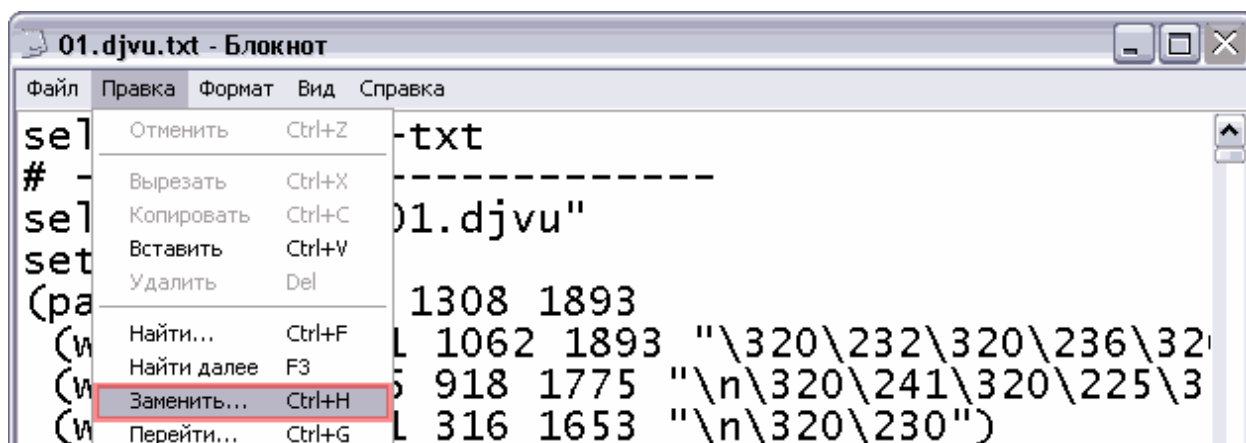 01.djvu.txt - Блокнот
Файл Правка Формат Вид Справка
sel -txt
Отменить Ctrl+Z
# - -------------
Вырезать Ctrl+X
sel 01.djvu"
Копировать Ctrl+C
Вставить Ctrl+V
set
Удалить Del
(pa 1308 1893
Найти... Ctrl+F
(w 1 1062 1893 "\320\232\320\236\320
Найти далее F3
(w 918 1775 "\n\320\241\320\225\3
Заменить... Ctrl+H
(w 1 316 1653 "\n\320\230")
Перейти... Ctrl+G